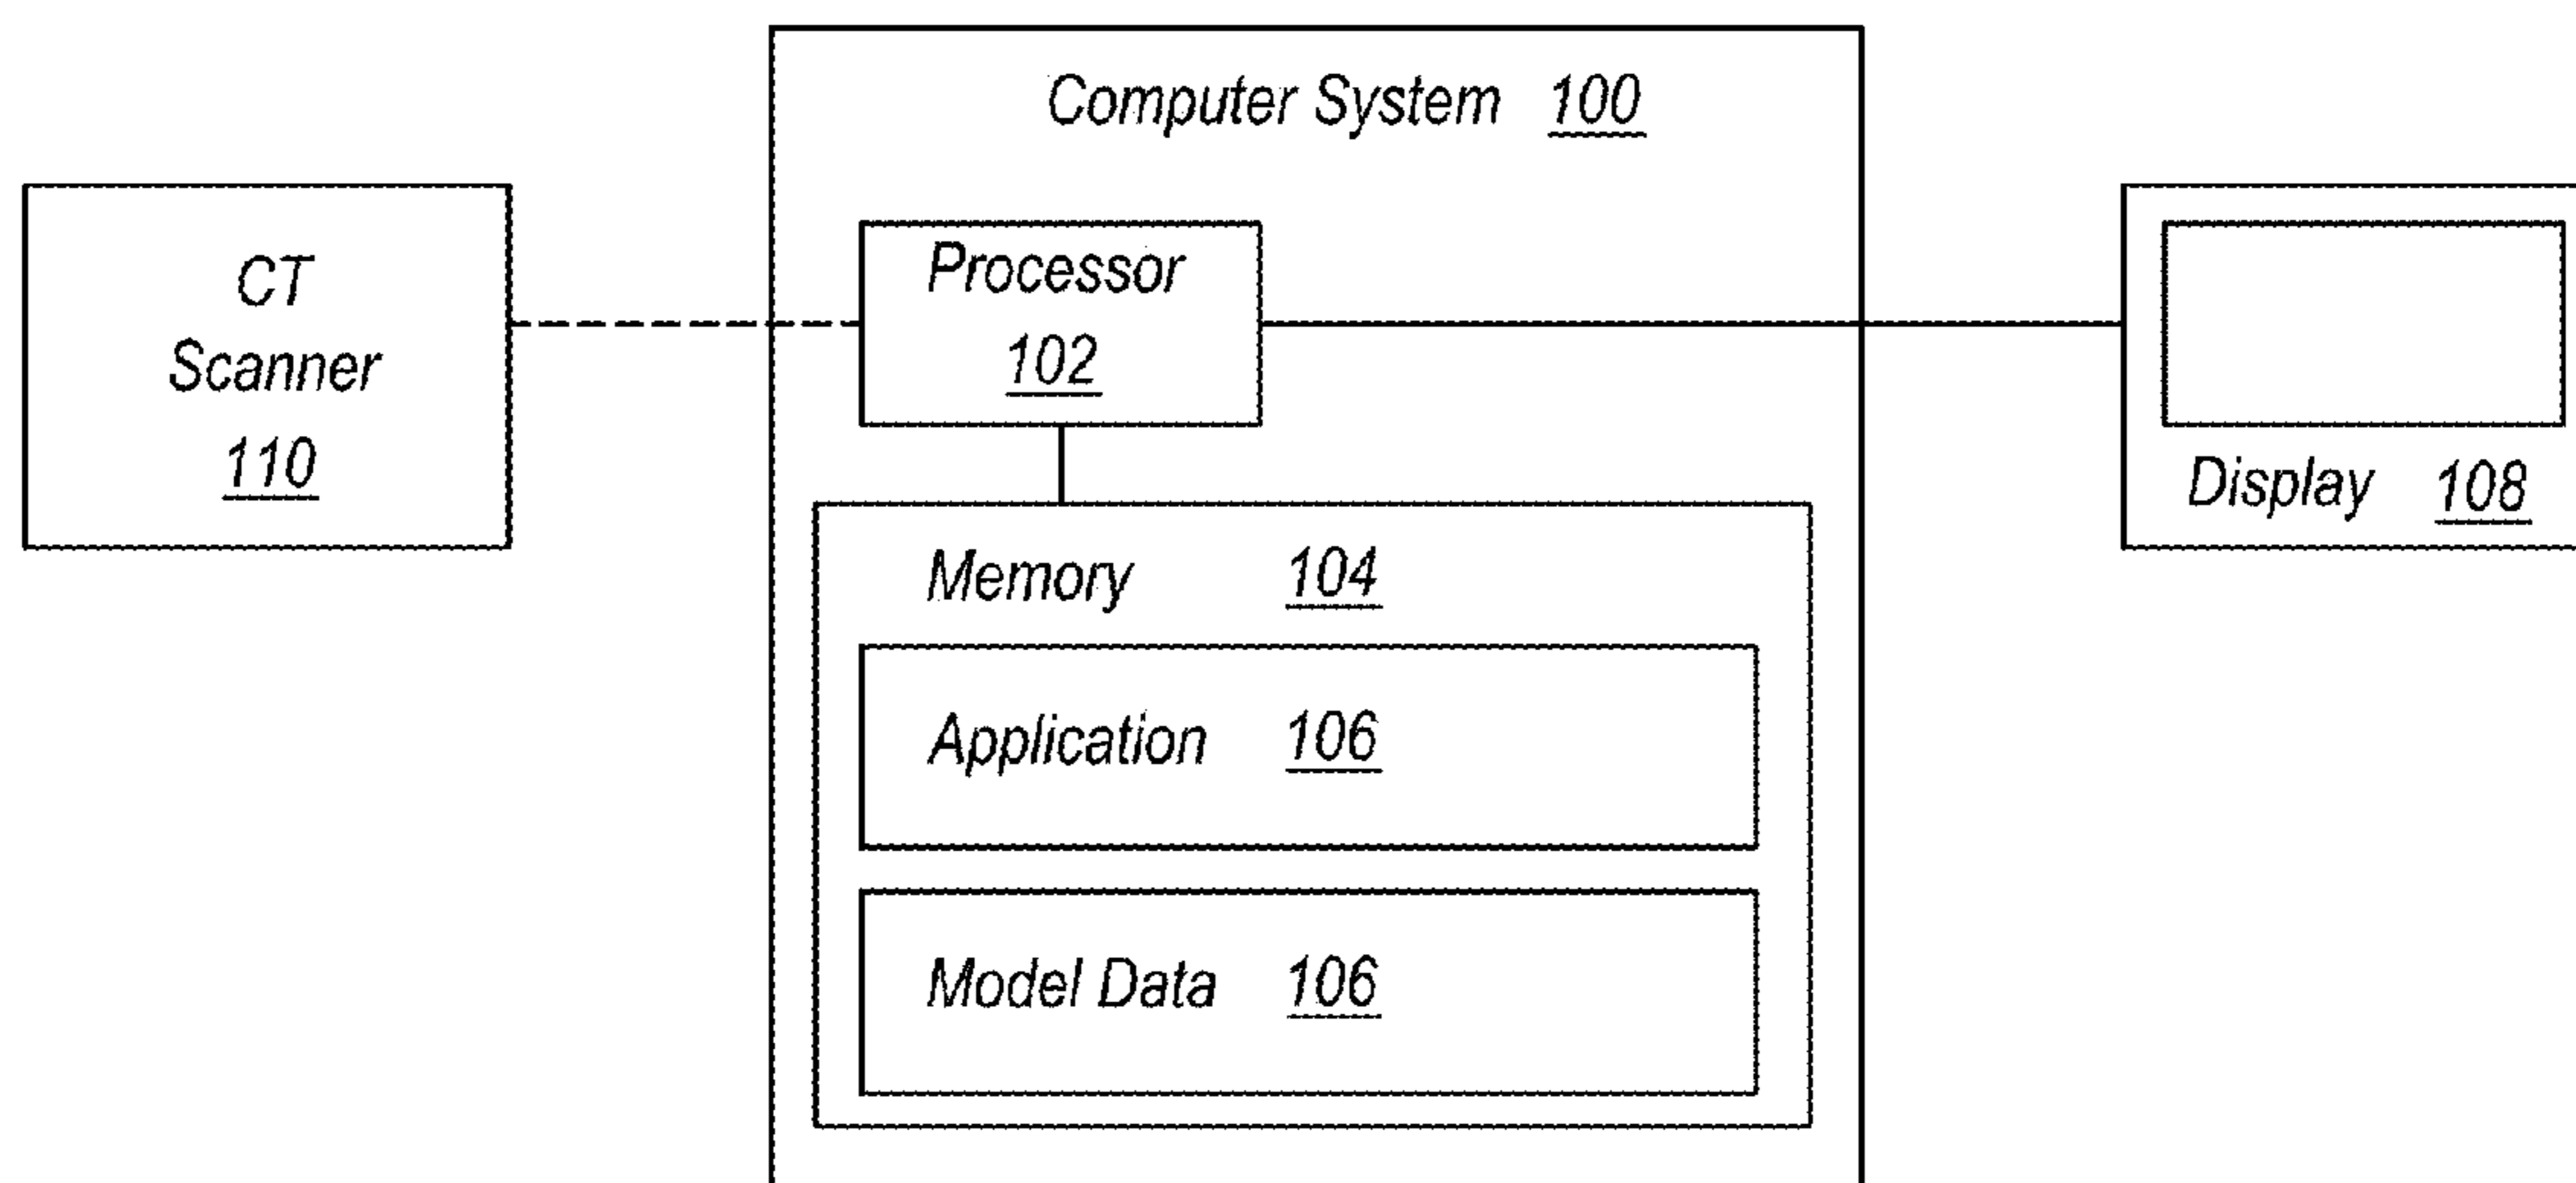 Computer System 100
CT
Scanner
110
Processor
102
Display 108
Memory 104
Application 106
Model Data 106